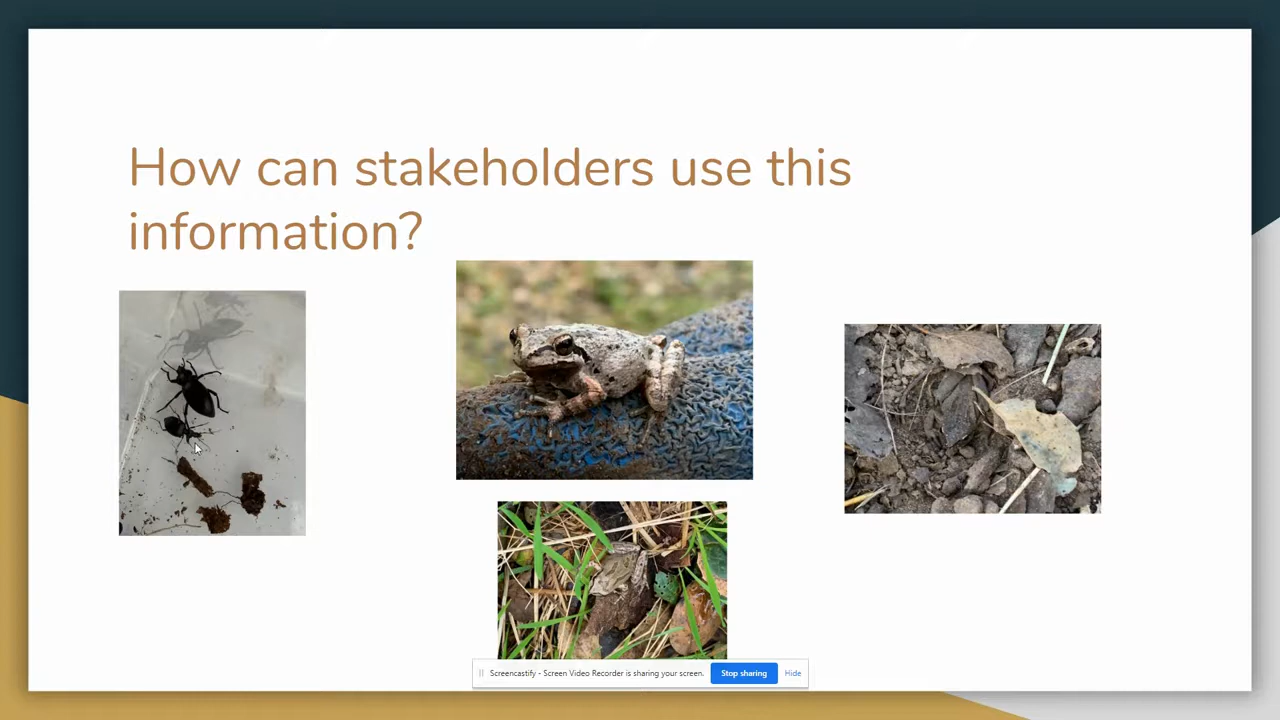 How can stakeholders use this
information?
Screencastify - Screen Video Recorder is sharing your screen.
Stop sharing
Hide